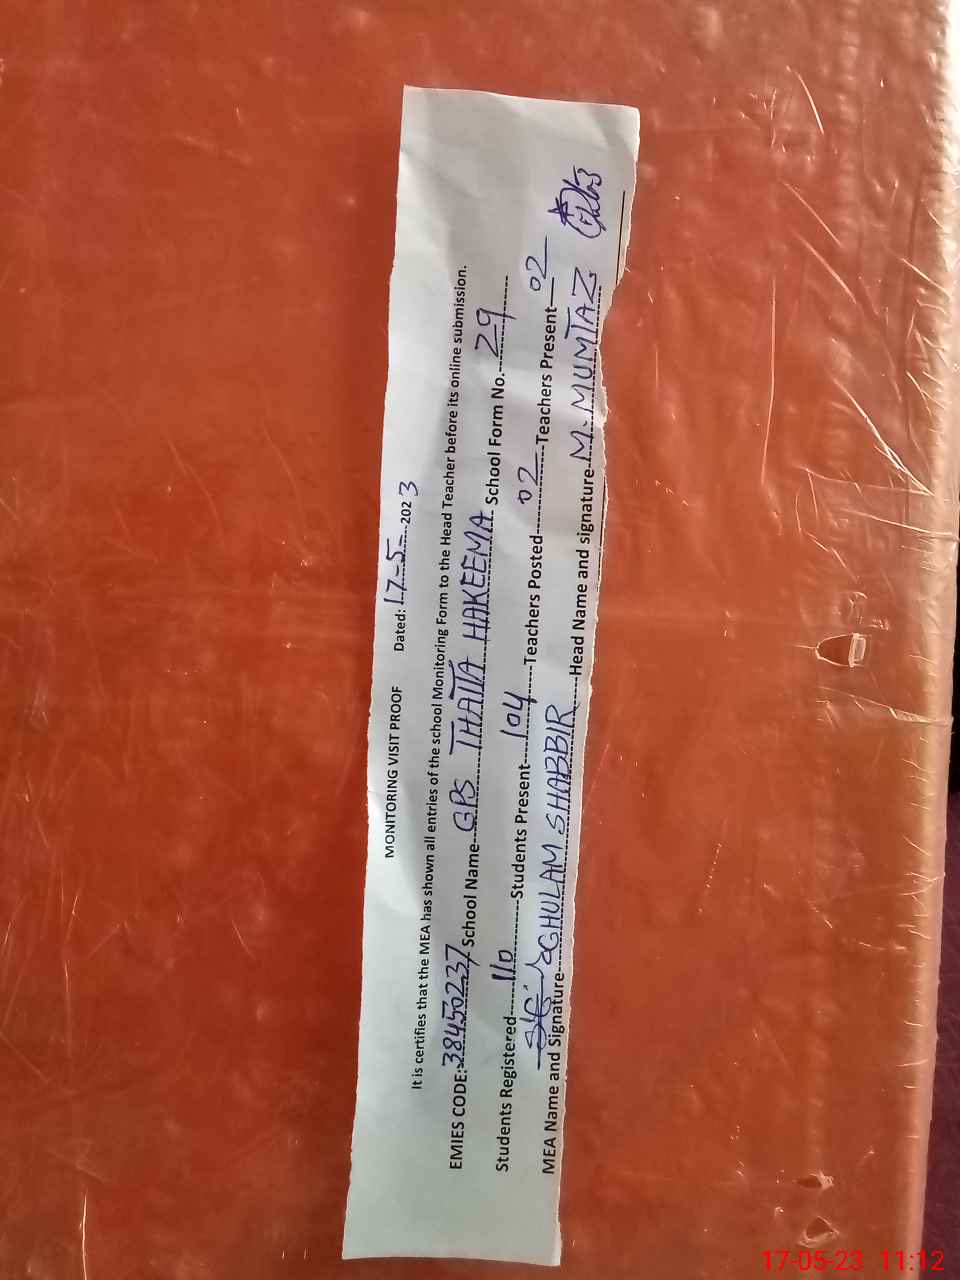 MONITORING VISIT PROOF Dated: 17-5-2023
It is certifies that the MEA has shown all entries of the school Monitoring Form to the Head Teacher before its online submission.
EMIES CODE: 38450237 School Name GPS THATTA HAKEEMA School Form No. 29
Students Registered 110 Students Present 104 Teachers Posted 02 Teachers Present 02
MEA Name and Signature GHULAM SHABBIR Head Name and signature M. MUMTAZ
17-05-23 11:12